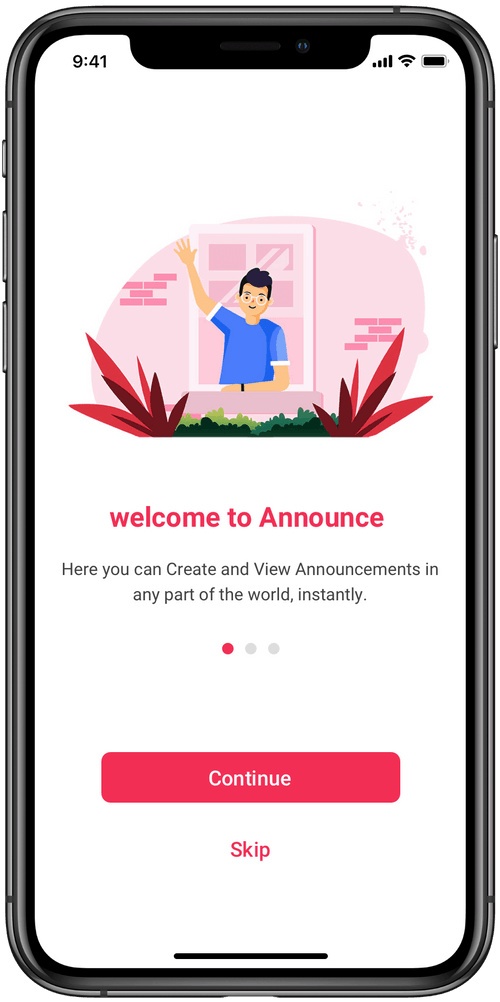 9:41
welcome to Announce
Here you can Create and View Announcements in
any part of the world, instantly.
Continue
Skip